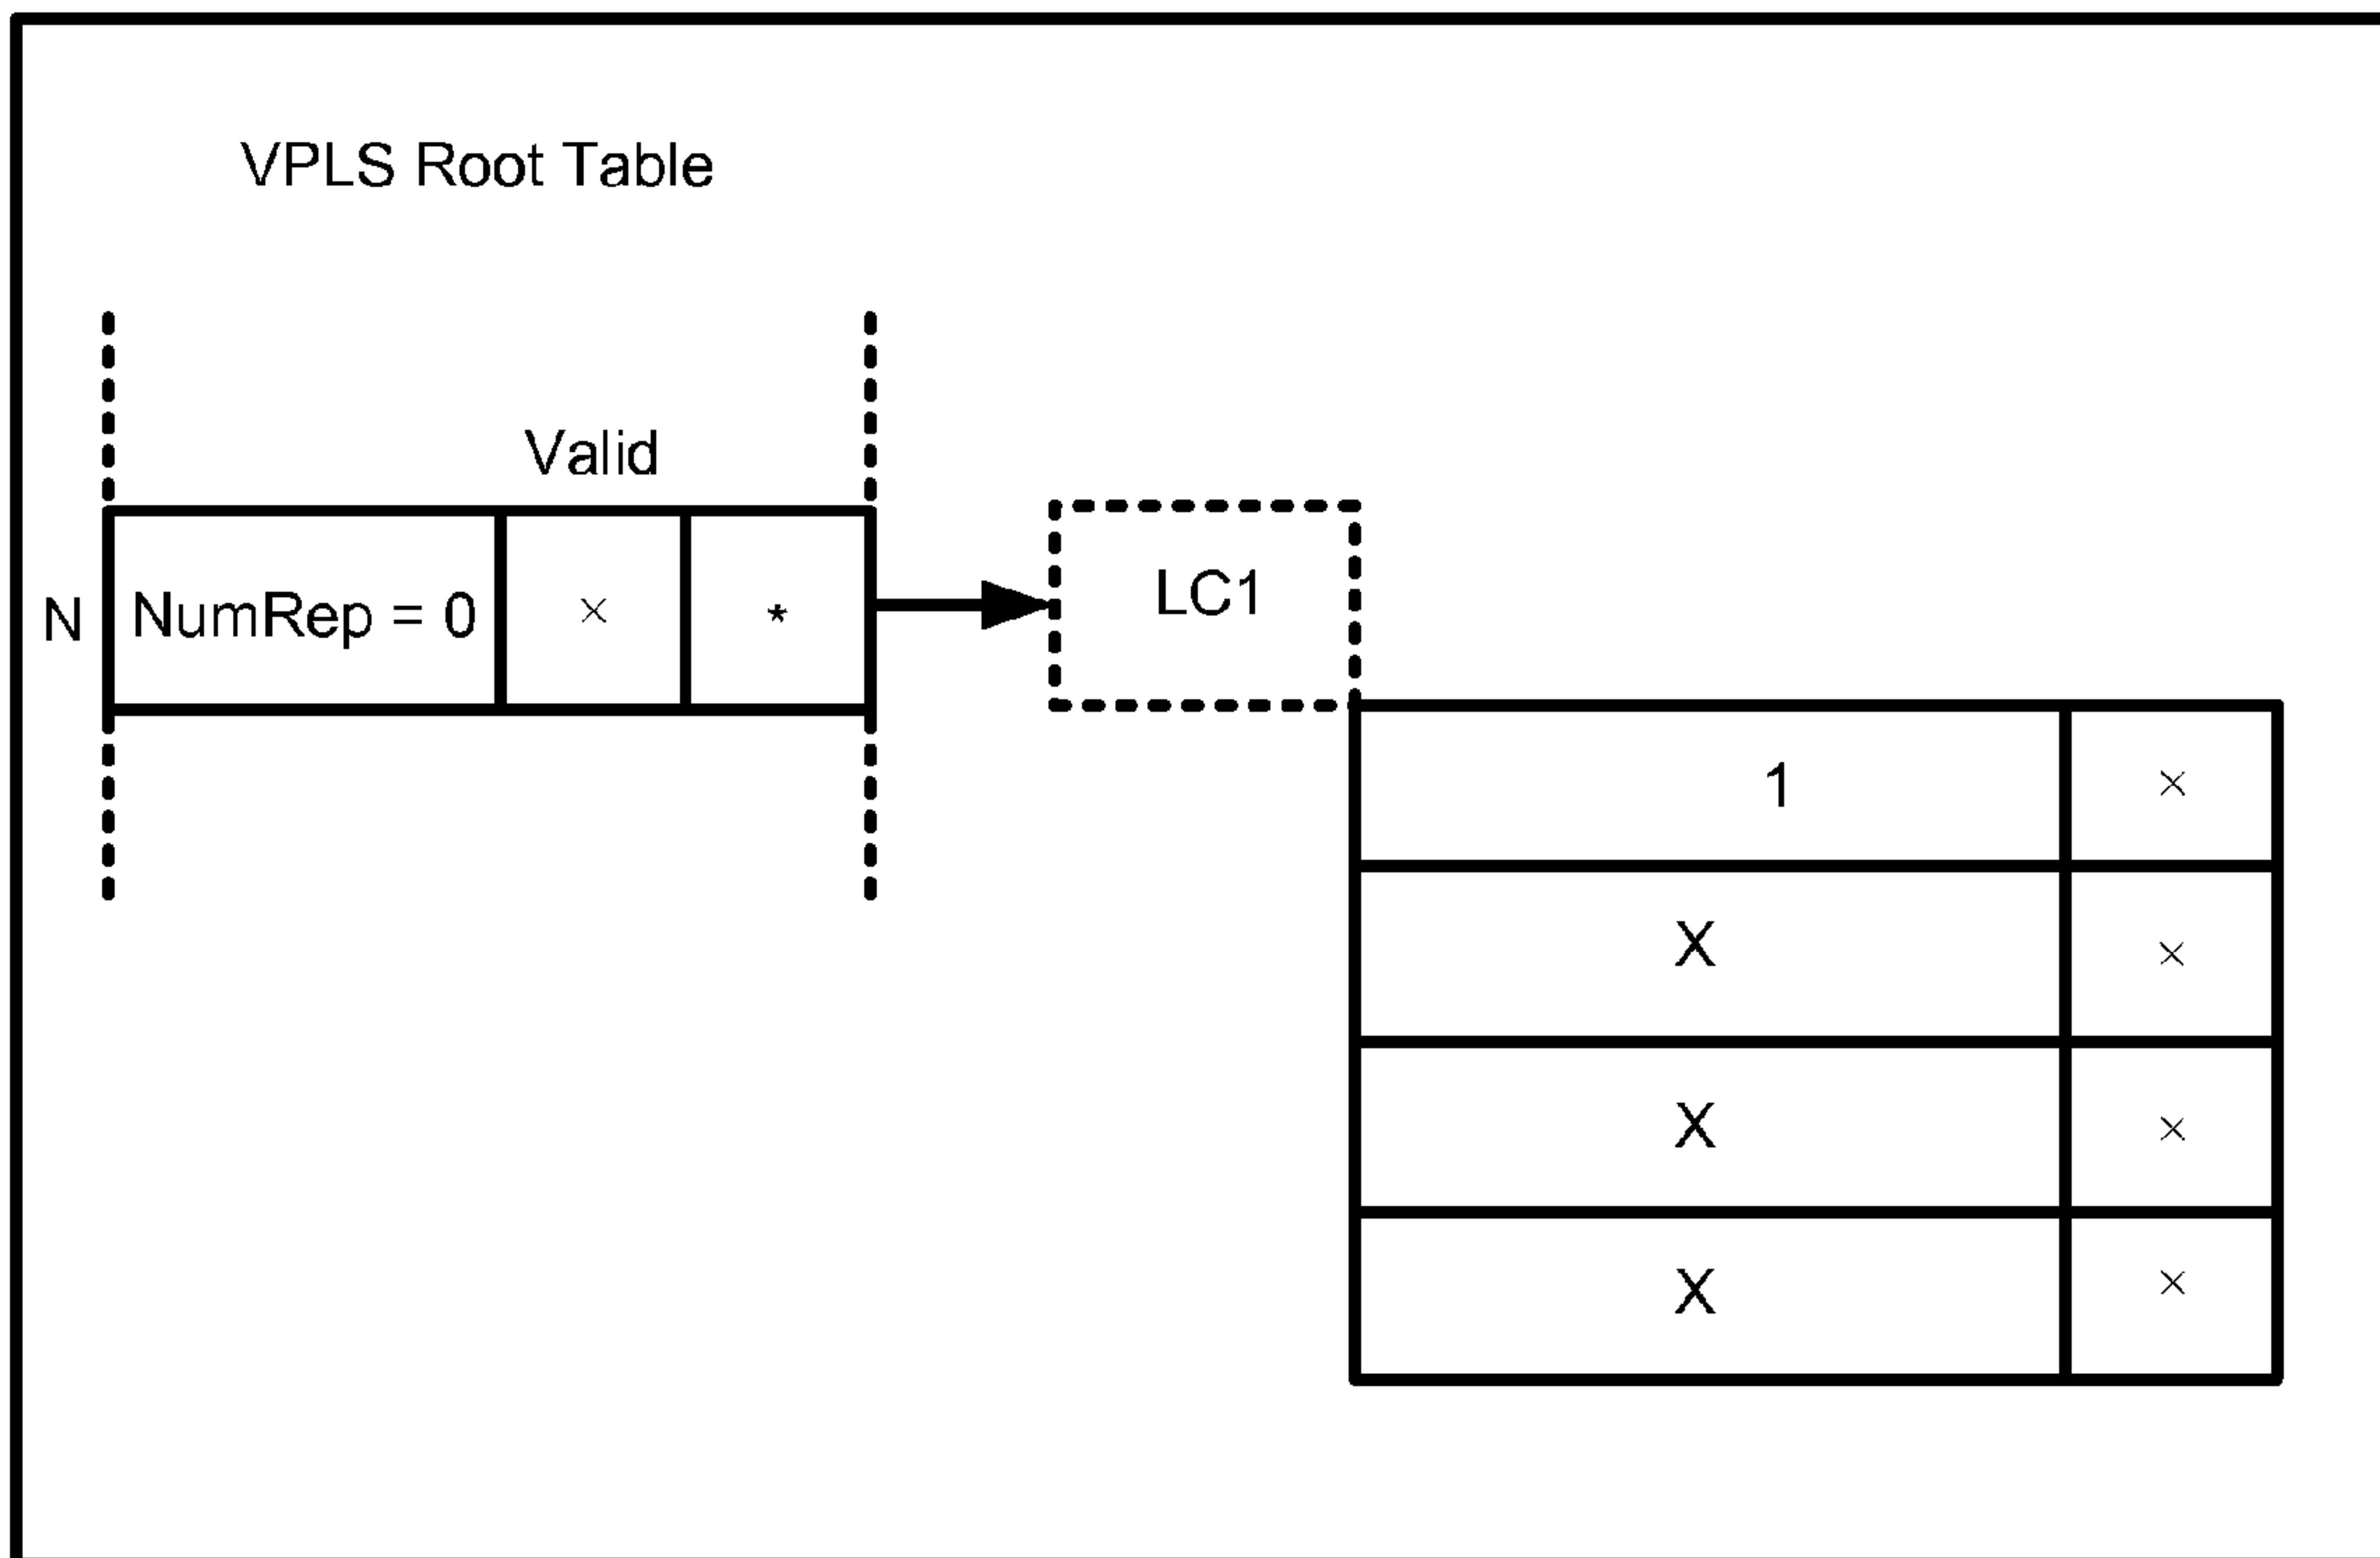 VPLS Root Table
Valid
N NumRep = 0 × *
LC1
1 ×
X ×
X ×
X ×